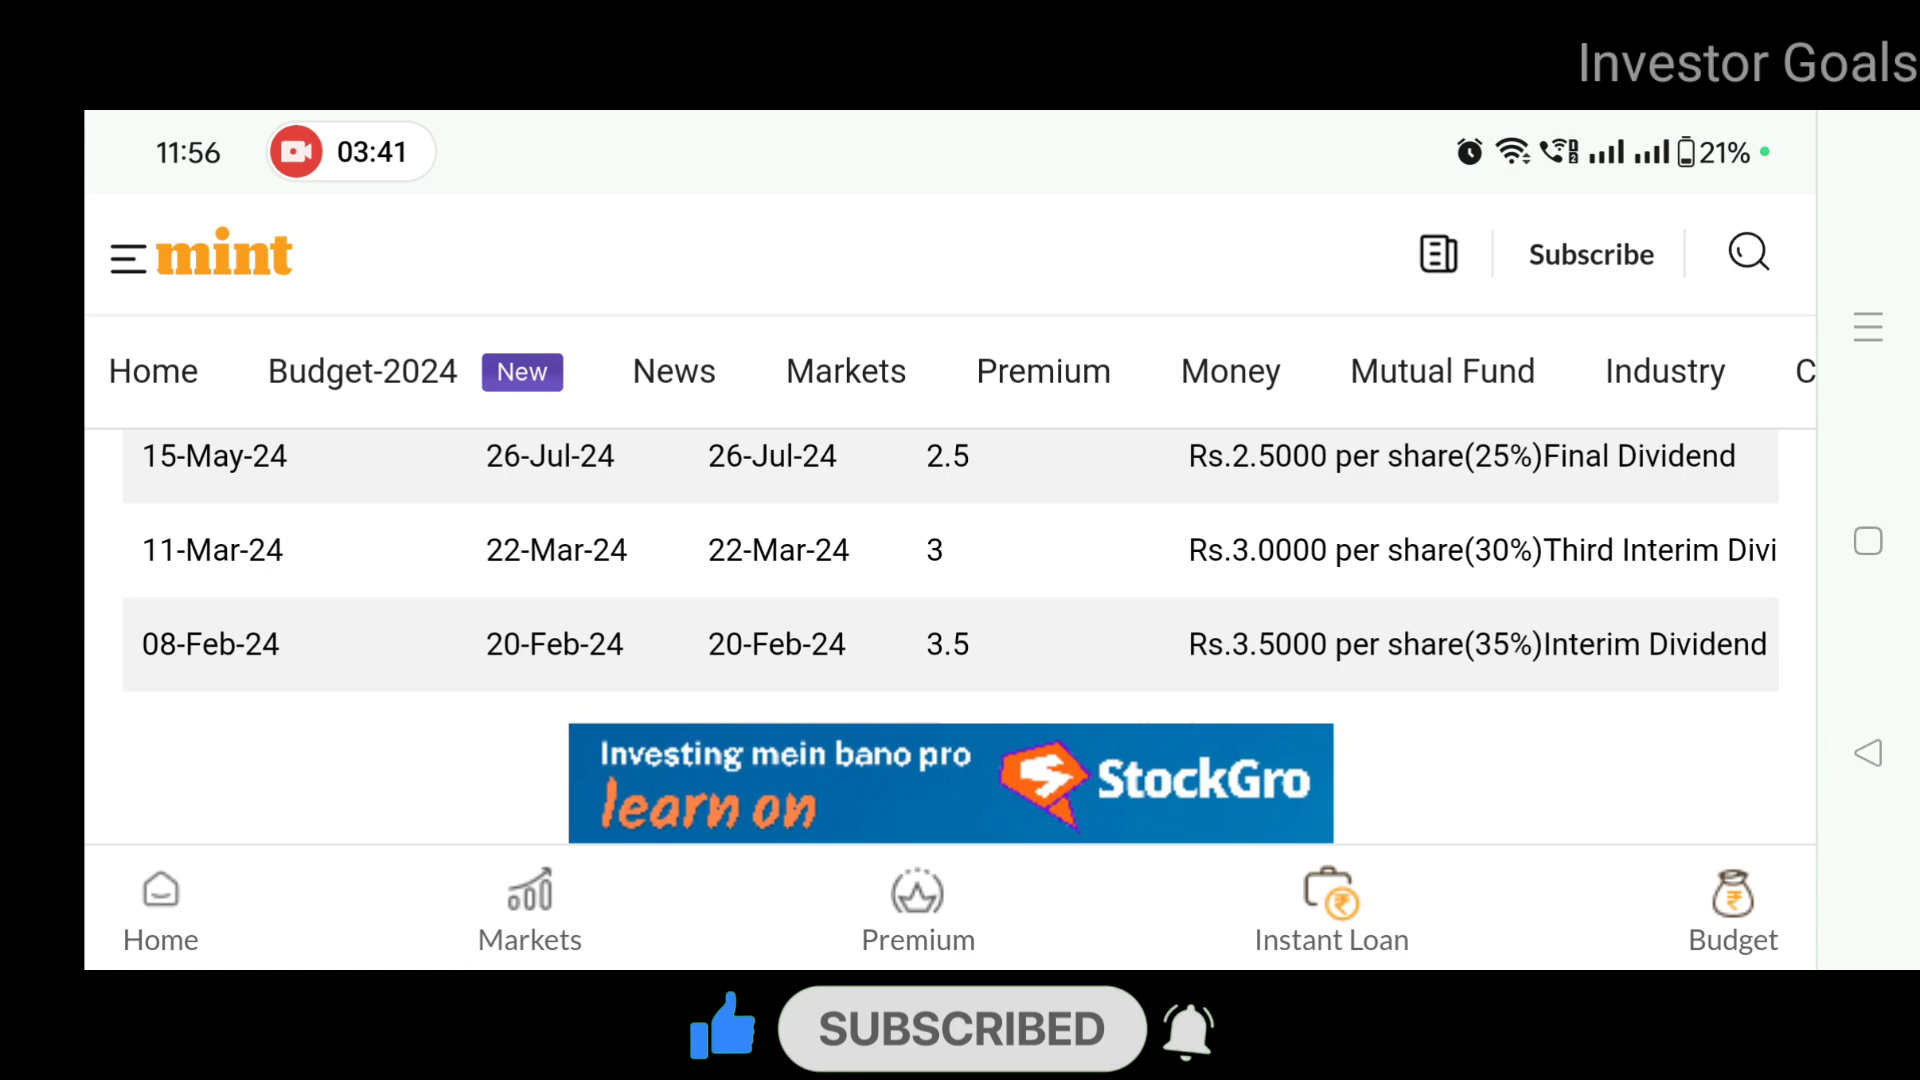 Investor Goals
11:56 03:41 21%
mint Subscribe
Home Budget-2024 New News Markets Premium Money Mutual Fund Industry C
15-May-24 26-Jul-24 26-Jul-24 2.5 Rs.2.5000 per share(25%)Final Dividend
11-Mar-24 22-Mar-24 22-Mar-24 3 Rs.3.0000 per share(30%)Third Interim Divi
08-Feb-24 20-Feb-24 20-Feb-24 3.5 Rs.3.5000 per share(35%)Interim Dividend
Investing mein bano pro
learn on
StockGro
Home Markets Premium Instant Loan Budget
SUBSCRIBED